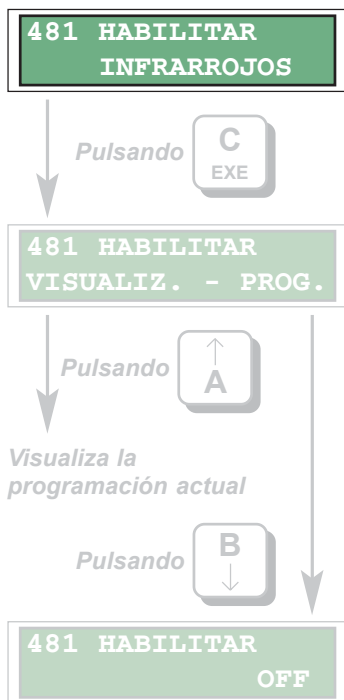 481 HABILITAR
INFRARROJOS
Pulsando
C
EXE
481 HABILITAR
VISUALIZ. - PROG.
Pulsando
↑
A
Visualiza la
programación actual
Pulsando
B
↓
481 HABILITAR
OFF